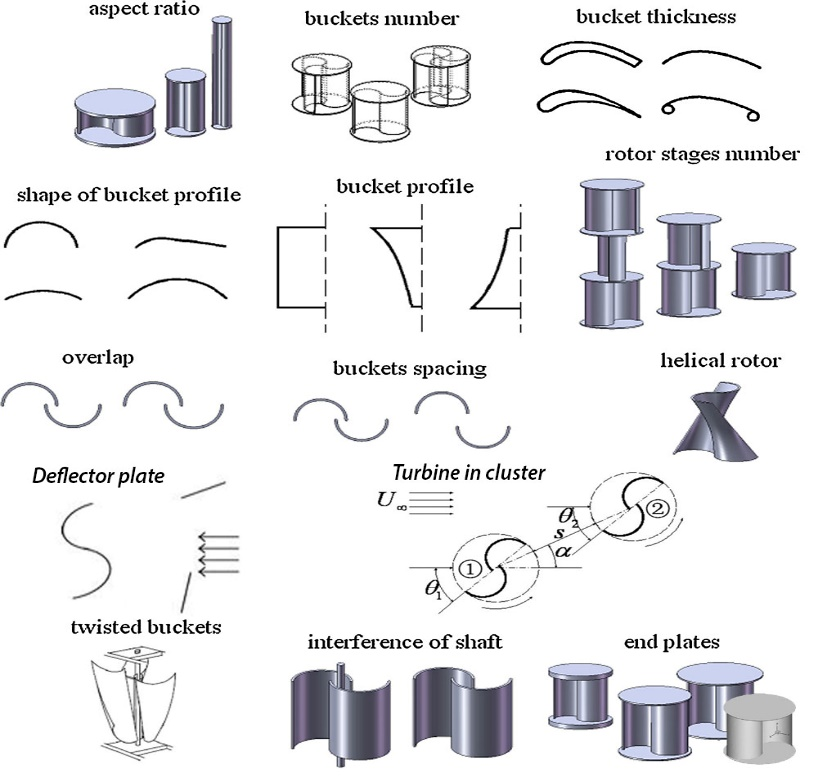 aspect ratio
buckets number
bucket thickness
rotor stages number
shape of bucket profile
bucket profile
overlap
buckets spacing
helical rotor
Deflector plate
Turbine in cluster
U∞
θ₂
②
s
α
①
θ₁
twisted buckets
interference of shaft
end plates